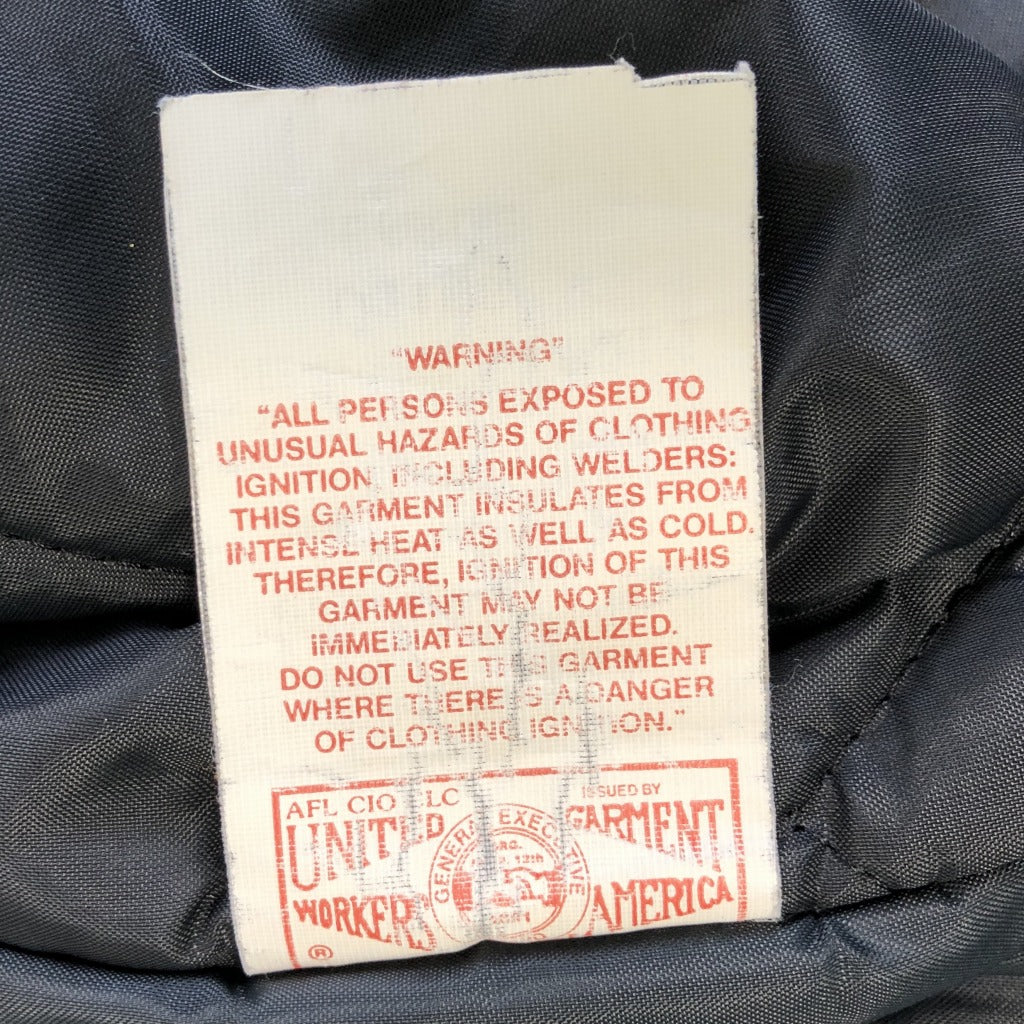 "WARNING"
"ALL PERSONS EXPOSED TO
UNUSUAL HAZARDS OF CLOTHING
IGNITION, INCLUDING WELDERS:
THIS GARMENT INSULATES FROM
INTENSE HEAT AS WELL AS COLD.
THEREFORE, IGNITION OF THIS
GARMENT MAY NOT BE
IMMEDIATELY REALIZED.
DO NOT USE THIS GARMENT
WHERE THERE IS A DANGER
OF CLOTHING IGNITION."
AFL CIO CLC
ISSUED BY
UNITED GARMENT
WORKERS AMERICA
GENERAL EXECUTIVE
12th
®